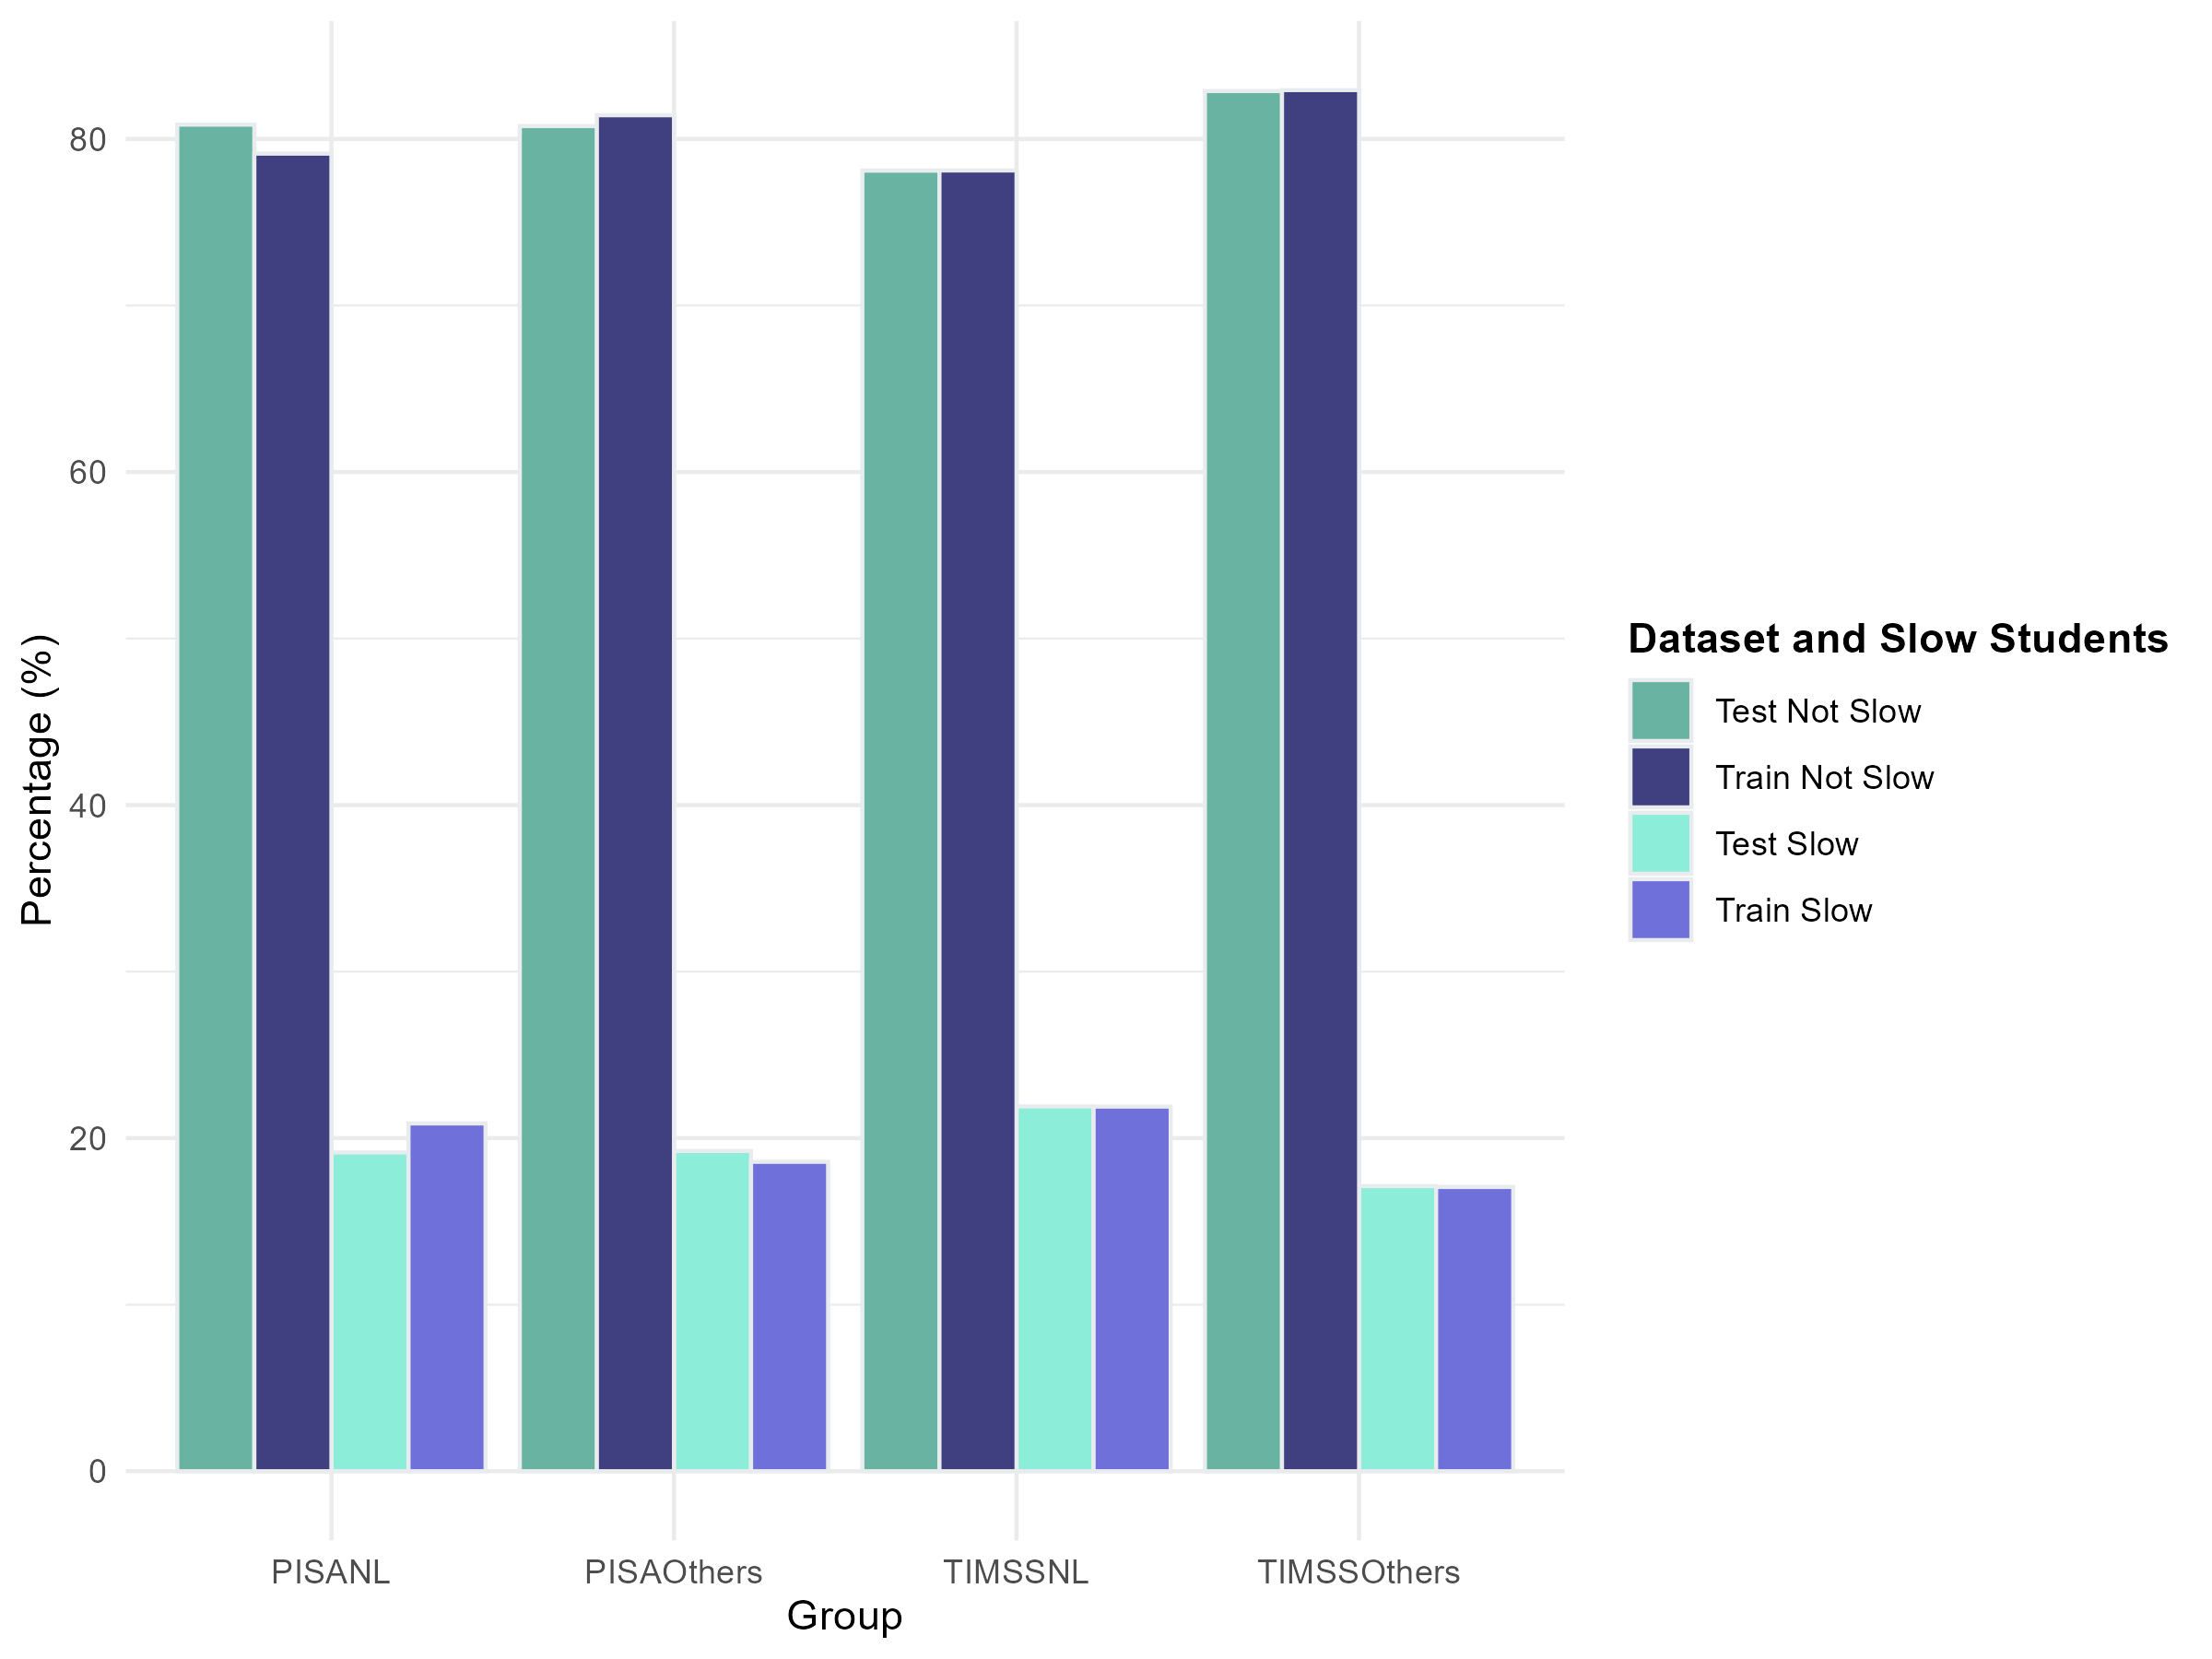 Percentage (%)
80
60
40
20
0
PISANL
PISAOthers
TIMSSNL
TIMSSOthers
Group
Dataset and Slow Students
Test Not Slow
Train Not Slow
Test Slow
Train Slow